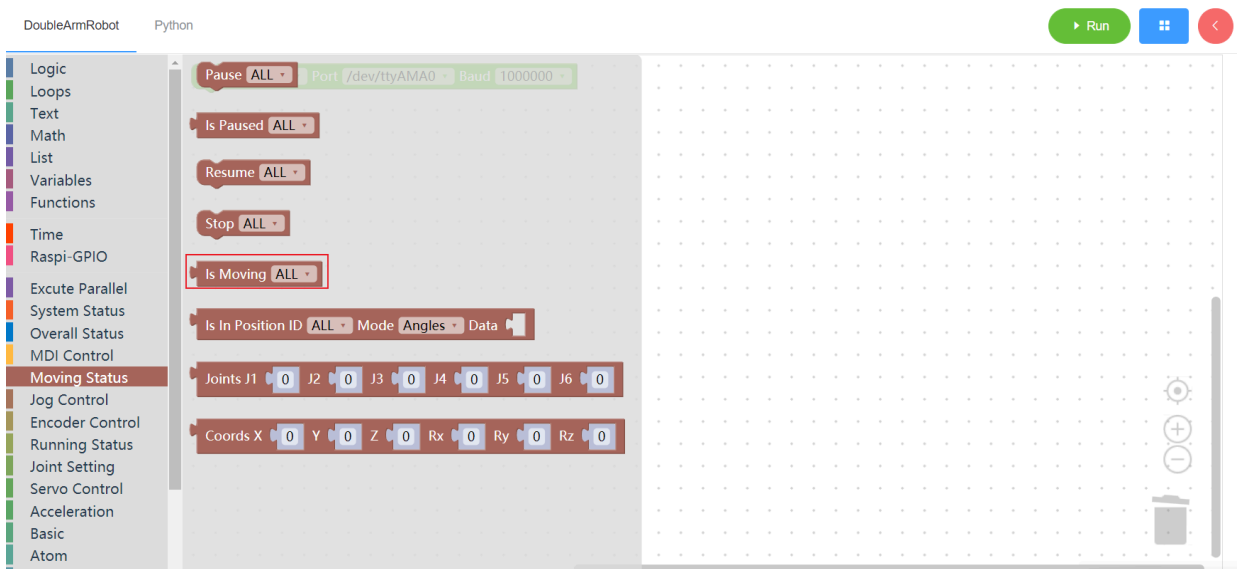 DoubleArmRobot Python Run
Logic
Loops
Text
Math
List
Variables
Functions
Time
Raspi-GPIO
Excute Parallel
System Status
Overall Status
MDI Control
Moving Status
Jog Control
Encoder Control
Running Status
Joint Setting
Servo Control
Acceleration
Basic
Atom
Pause ALL Port /dev/ttyAMA0 Baud 1000000
Is Paused ALL
Resume ALL
Stop ALL
Is Moving ALL
Is In Position ID ALL Mode Angles Data
Joints J1 0 J2 0 J3 0 J4 0 J5 0 J6 0
Coords X 0 Y 0 Z 0 Rx 0 Ry 0 Rz 0